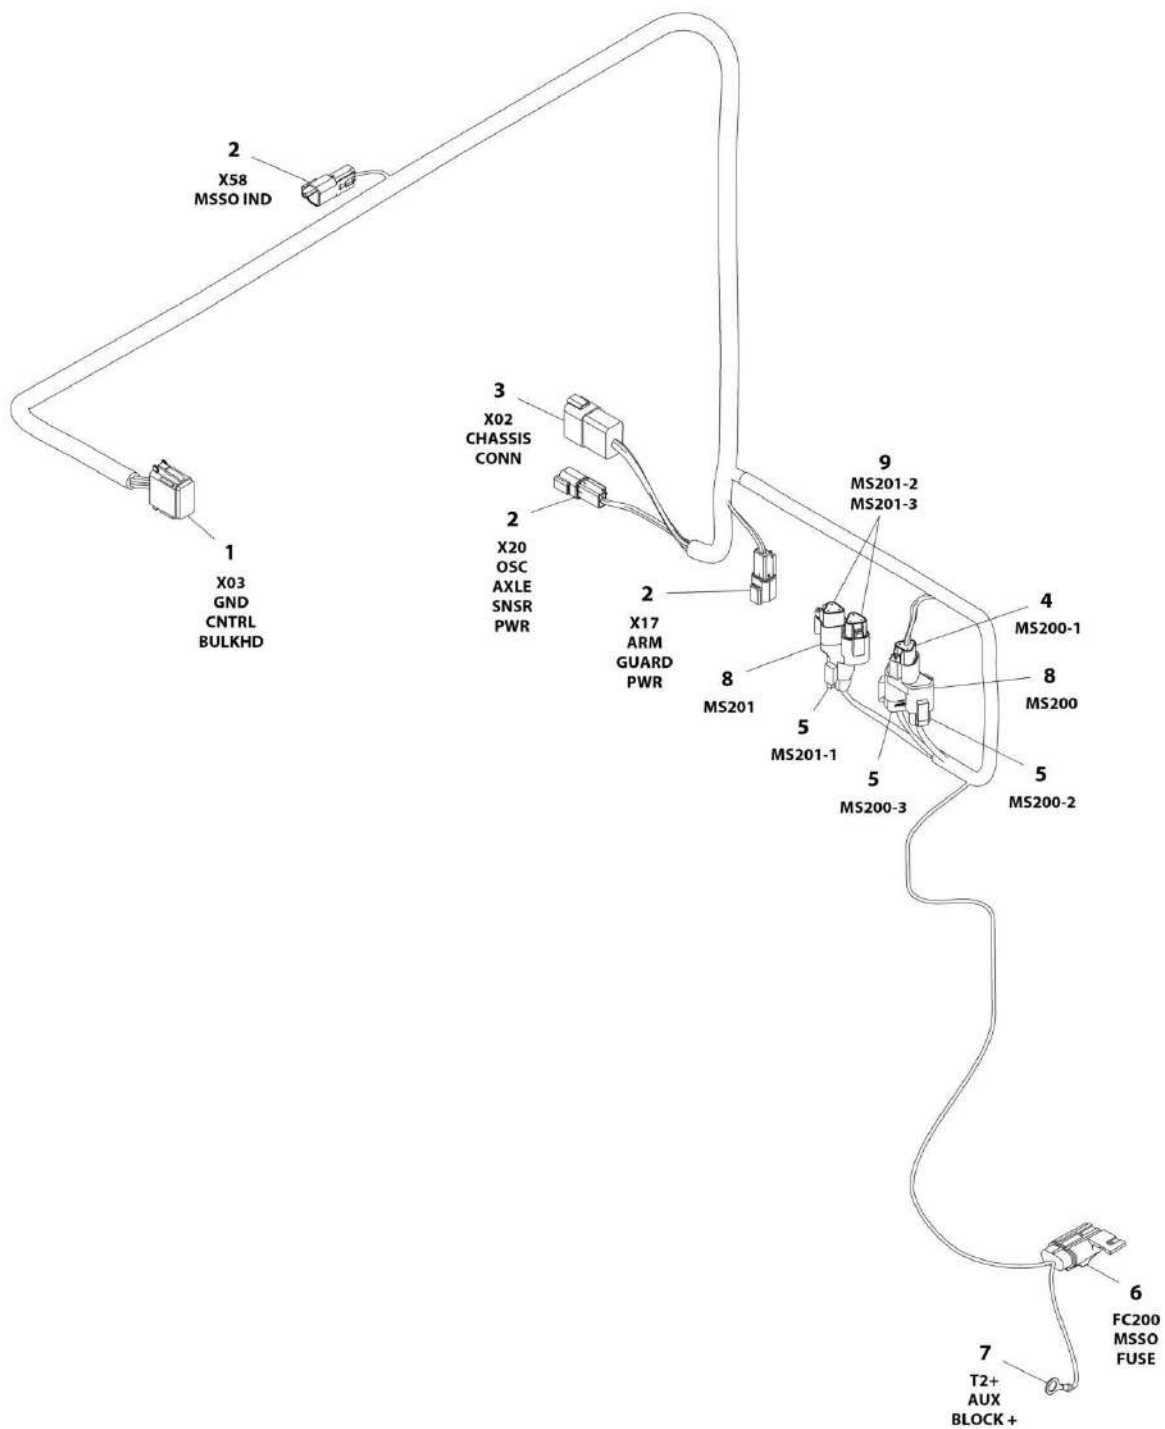 2
X58
MSSO IND
3
X02
CHASSIS
CONN
9
MS201-2
MS201-3
1
X03
GND
CNTRL
BULKHD
2
X20
OSC
AXLE
SNSR
PWR
2
X17
ARM
GUARD
PWR
4
MS200-1
8
MS201
8
MS200
5
MS201-1
5
MS200-3
5
MS200-2
6
FC200
MSSO
FUSE
7
T2+
AUX
BLOCK +